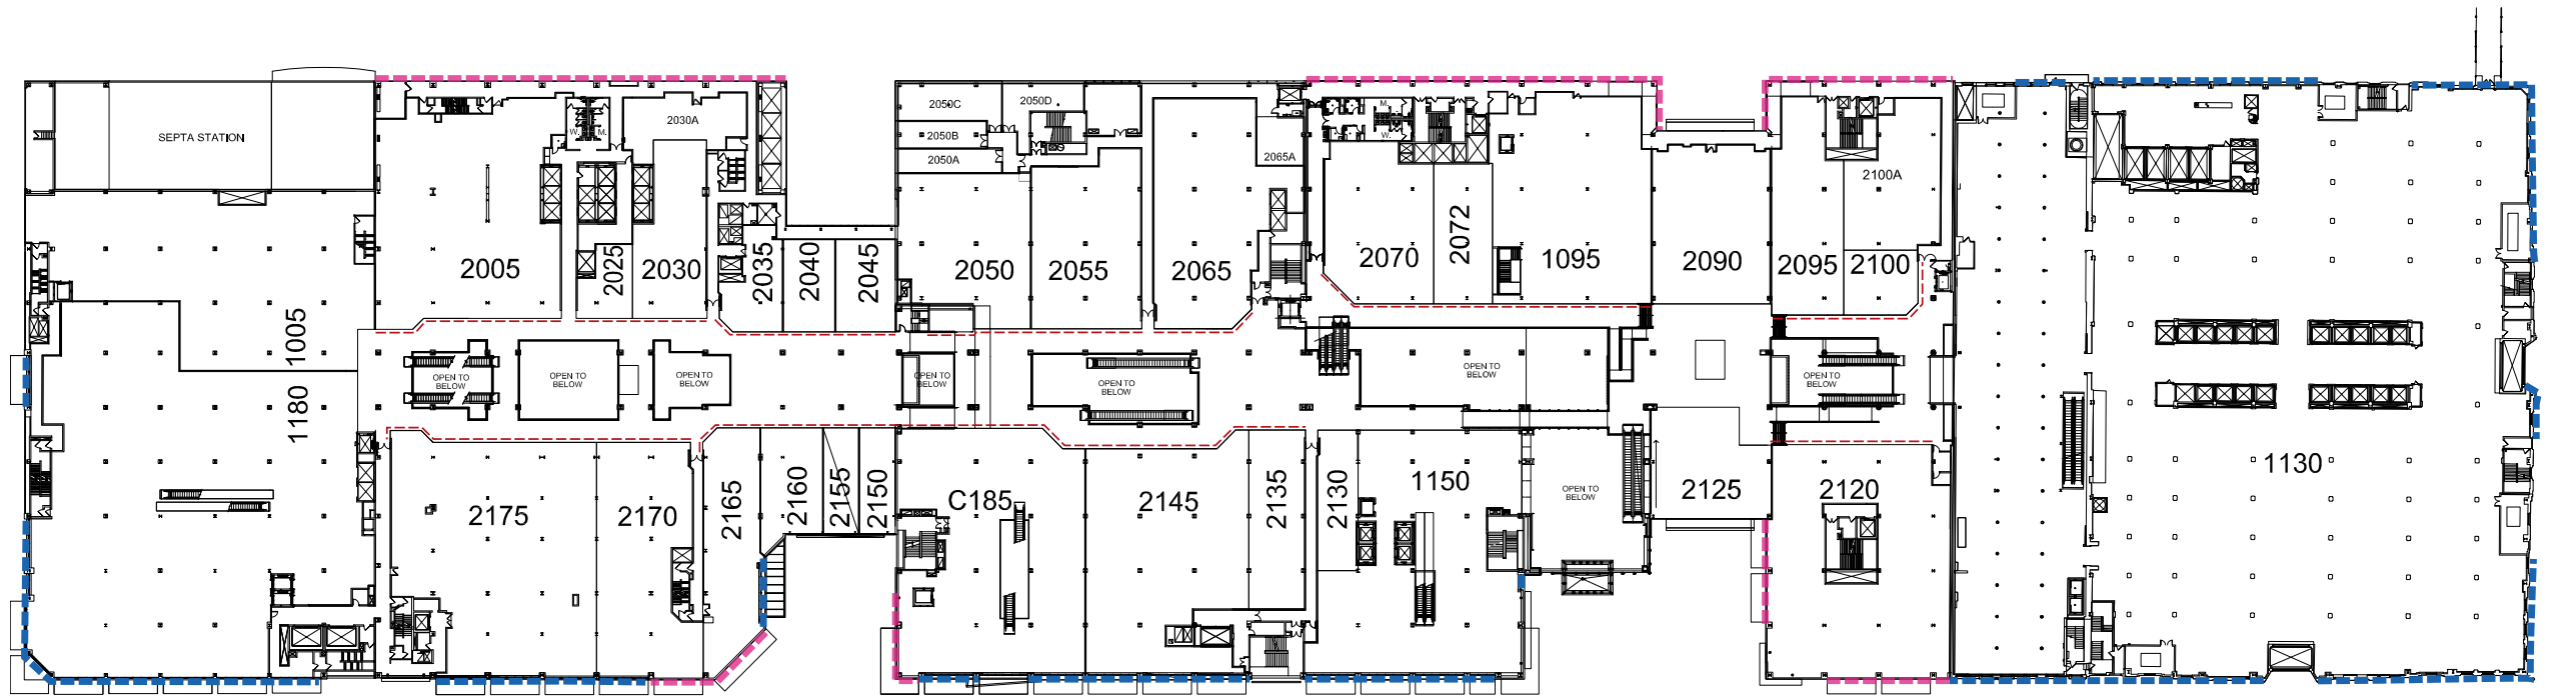 SEPTA STATION
2005
W.
M.
2025
2030A
2030
2035
2040
2045
2050C
2050D
2050B
2050A
2050
2055
2065A
2065
M.
W.
2070
2072
1095
2090
2095
2100A
2100
1005
1180
OPEN TO
BELOW
OPEN TO
BELOW
OPEN TO
BELOW
OPEN TO
BELOW
OPEN TO
BELOW
OPEN TO
BELOW
OPEN TO
BELOW
2175
2170
2165
2160
2155
2150
C185
2145
2135
2130
1150
OPEN TO
BELOW
2125
2120
1130